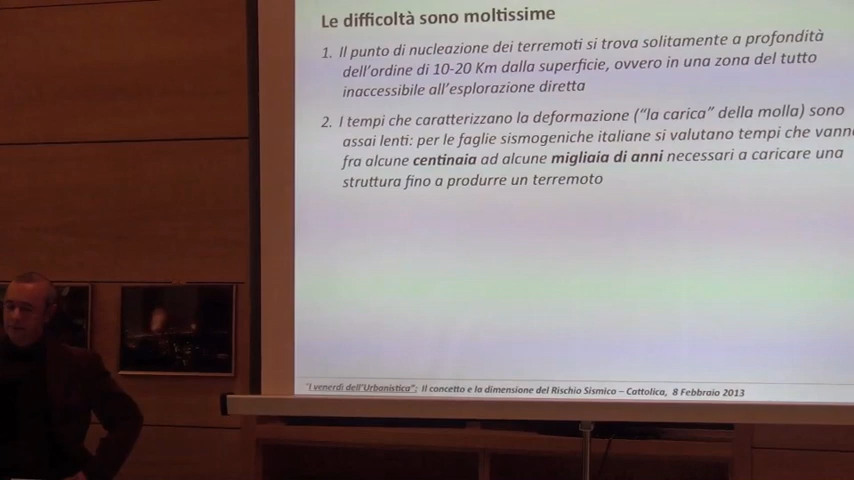 Le difficoltà sono moltissime
1. Il punto di nucleazione dei terremoti si trova solitamente a profondità
dell'ordine di 10-20 Km dalla superficie, ovvero in una zona del tutto
inaccessibile all'esplorazione diretta
2. I tempi che caratterizzano la deformazione ("la carica" della molla) sono
assai lenti: per le faglie sismogeniche italiane si valutano tempi che vann
fra alcune centinaia ad alcune migliaia di anni necessari a caricare una
struttura fino a produrre un terremoto
"I venerdì dell'Urbanistica": Il concetto e la dimensione del Rischio Sismico – Cattolica, 8 Febbraio 2013